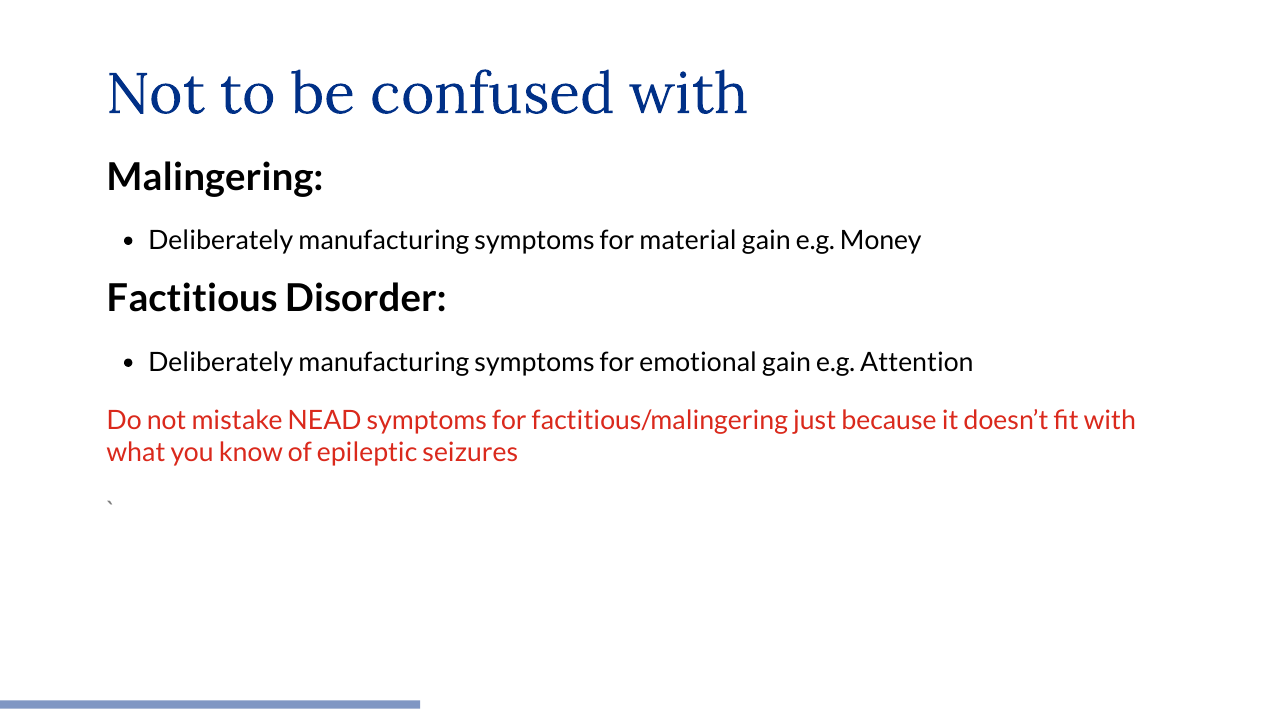 Not to be confused with
Malingering:
• Deliberately manufacturing symptoms for material gain e.g. Money
Factitious Disorder:
• Deliberately manufacturing symptoms for emotional gain e.g. Attention
Do not mistake NEAD symptoms for factitious/malingering just because it doesn’t fit with
what you know of epileptic seizures
`